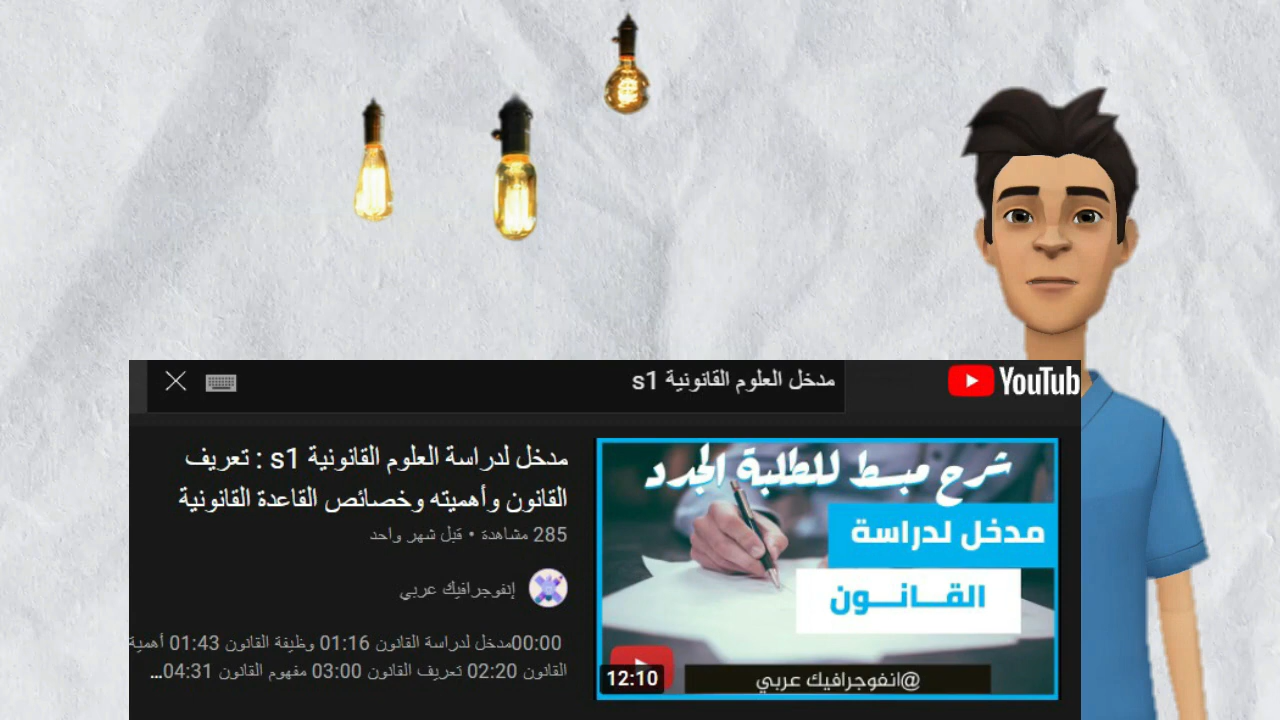 YouTub
مدخل العلوم القانونية s1
شرح مبسط للطلبة الجدد
مدخل لدراسة
القـــانـــون
12:10
@انفوجرافيك عربي
مدخل لدراسة العلوم القانونية s1 : تعريف
القانون وأهميته وخصائص القاعدة القانونية
285 مشاهدة • قبل شهر واحد
إنفوجرافيك عربي
00:00مدخل لدراسة القانون 01:16 وظيفة القانون 01:43 أهمية
القانون 02:20 تعريف القانون 03:00 مفهوم القانون 04:31...